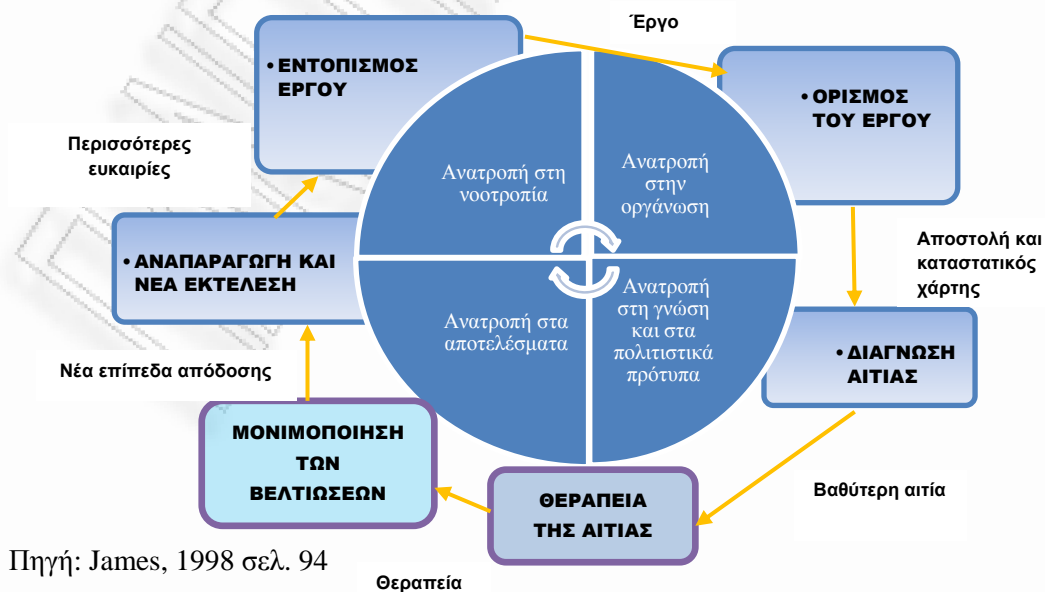 Έργο
• ΕΝΤΟΠΙΣΜΟΣ
ΕΡΓΟΥ
• ΟΡΙΣΜΟΣ
ΤΟΥ ΕΡΓΟΥ
Περισσότερες
ευκαιρίες
Ανατροπή στη
νοοτροπία
Ανατροπή
στην
οργάνωση
Αποστολή και
καταστατικός
χάρτης
• ΑΝΑΠΑΡΑΓΩΓΗ ΚΑΙ
ΝΕΑ ΕΚΤΕΛΕΣΗ
Ανατροπή στα
αποτελέσματα
Ανατροπή
στη γνώση
και στα
πολιτιστικά
πρότυπα
• ΔΙΑΓΝΩΣΗ
ΑΙΤΙΑΣ
Νέα επίπεδα απόδοσης
ΜΟΝΙΜΟΠΟΙΗΣΗ
ΤΩΝ
ΒΕΛΤΙΩΣΕΩΝ
ΘΕΡΑΠΕΙΑ
ΤΗΣ ΑΙΤΙΑΣ
Βαθύτερη αιτία
Πηγή: James, 1998 σελ. 94
Θεραπεία